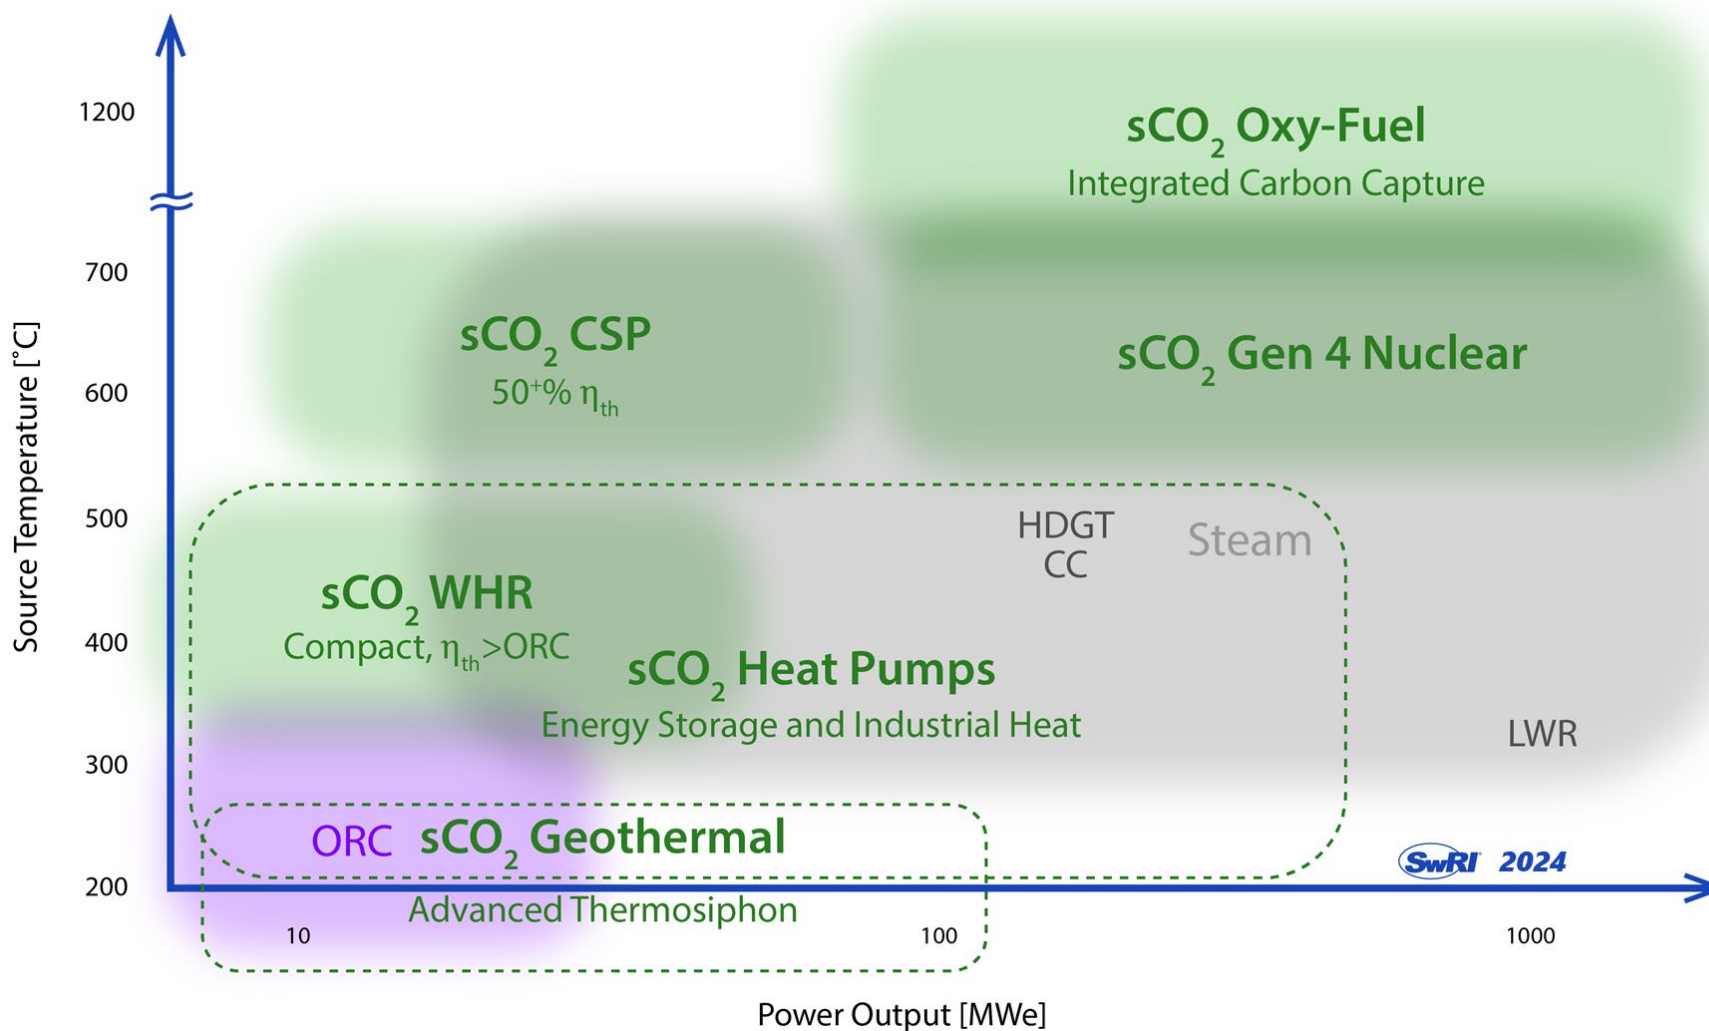 1200
700
600
500
400
300
200
Source Temperature [˚C]
sCO₂ Oxy-Fuel
Integrated Carbon Capture
sCO₂ CSP
50⁺% ηth
sCO₂ Gen 4 Nuclear
HDGT
CC
Steam
sCO₂ WHR
Compact, ηth>ORC
sCO₂ Heat Pumps
Energy Storage and Industrial Heat
LWR
ORC
sCO₂ Geothermal
Advanced Thermosiphon
SwRI 2024
10
100
1000
Power Output [MWe]